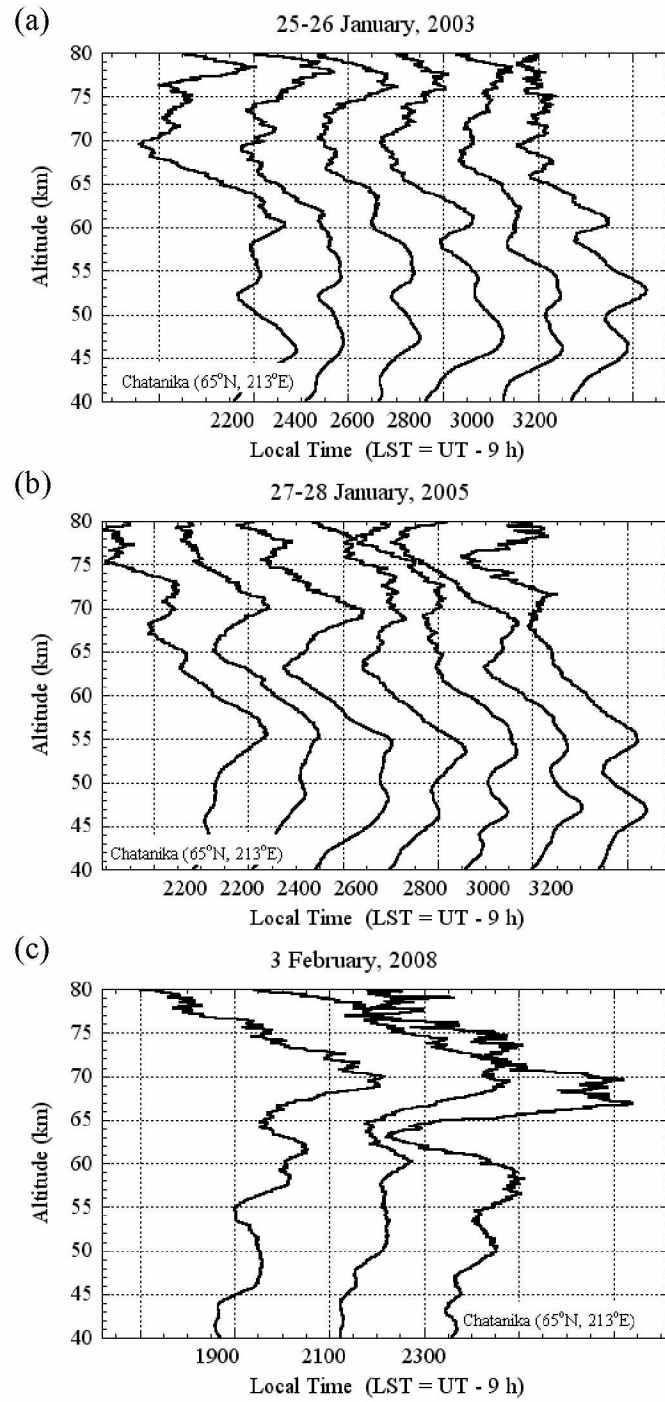 (a)
25-26 January, 2003
80
75
70
65
60
55
50
45
40
Altitude (km)
Chatanika (65°N, 213°E)
2200 2400 2600 2800 3000 3200
Local Time (LST = UT - 9 h)
(b)
27-28 January, 2005
80
75
70
65
60
55
50
45
40
Altitude (km)
Chatanika (65°N, 213°E)
2200 2200 2400 2600 2800 3000 3200
Local Time (LST = UT - 9 h)
(c)
3 February, 2008
80
75
70
65
60
55
50
45
40
Altitude (km)
Chatanika (65°N, 213°E)
1900 2100 2300
Local Time (LST = UT - 9 h)